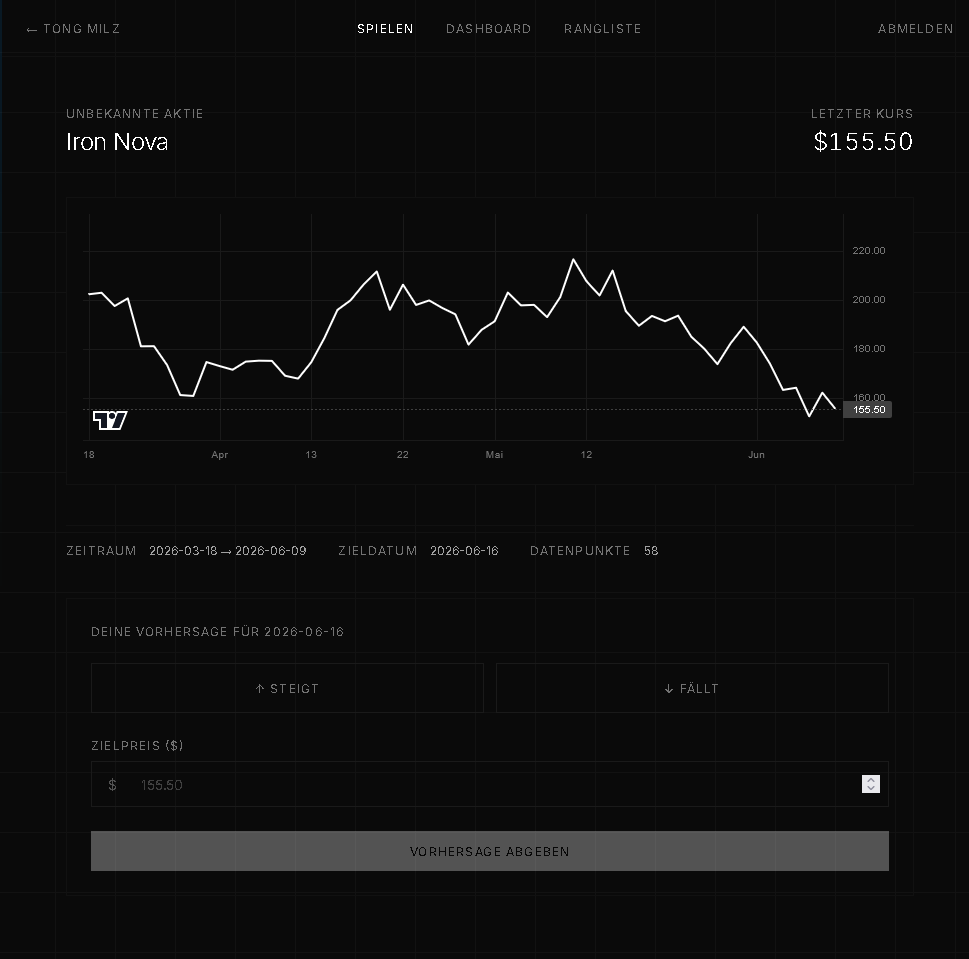 ← TONG MILZ SPIELEN DASHBOARD RANGLISTE ABMELDEN
UNBEKANNTE AKTIE LETZTER KURS
Iron Nova $155.50
220.00
200.00
180.00
160.00
155.50
18 Apr 13 22 Mai 12 Jun
ZEITRAUM 2026-03-18 → 2026-06-09 ZIELDATUM 2026-06-16 DATENPUNKTE 58
DEINE VORHERSAGE FÜR 2026-06-16
↑ STEIGT ↓ FÄLLT
ZIELPREIS ($)
$ 155.50
VORHERSAGE ABGEBEN